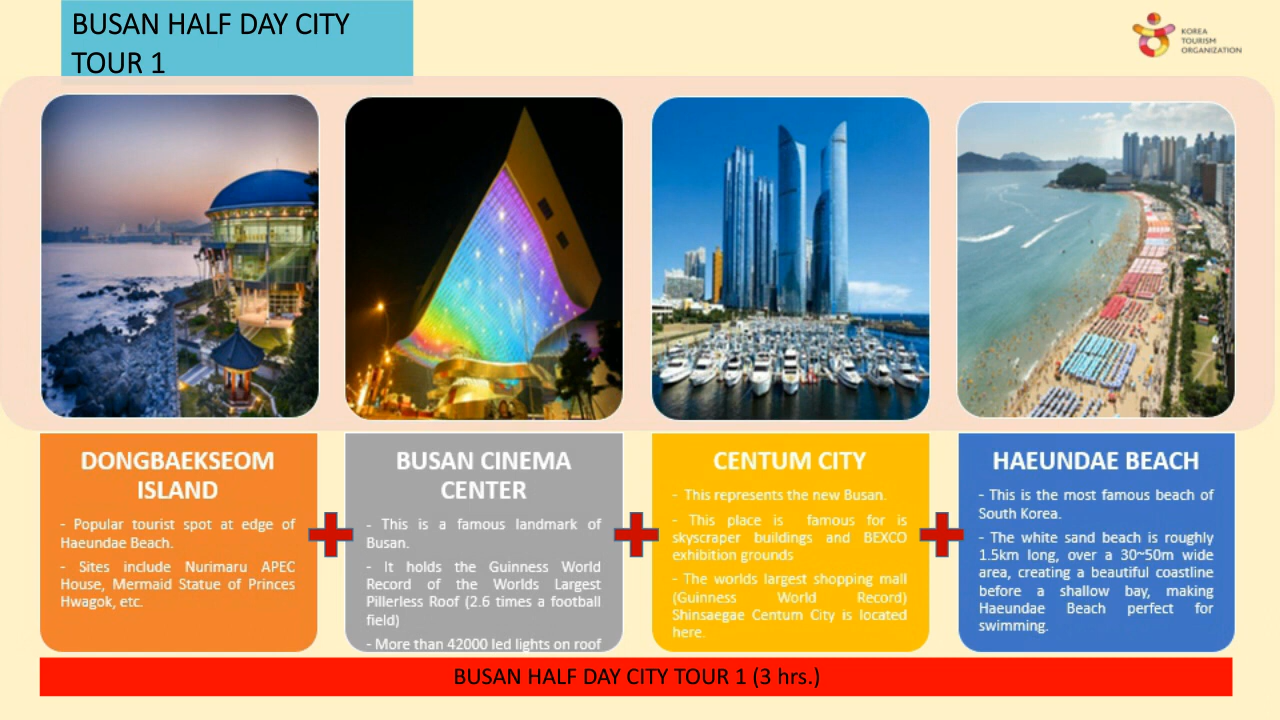 BUSAN HALF DAY CITY
TOUR 1
KOREA
TOURISM
ORGANIZATION
DONGBAEKSEOM
ISLAND
- Popular tourist spot at edge of
Haeundae Beach.
- Sites include Nurimaru APEC
House, Mermaid Statue of Princes
Hwagok, etc.
BUSAN CINEMA
CENTER
- This is a famous landmark of
Busan.
- It holds the Guinness World
Record of the Worlds Largest
Pillerless Roof (2.6 times a football
field)
- More than 42000 led lights on roof
CENTUM CITY
- This represents the new Busan.
- This place is famous for is
skyscraper buildings and BEXCO
exhibition grounds
- The worlds largest shopping mall
(Guinness World Record)
Shinsaegae Centum City is located
here.
HAEUNDAE BEACH
- This is the most famous beach of
South Korea.
- The white sand beach is roughly
1.5km long, over a 30~50m wide
area, creating a beautiful coastline
before a shallow bay, making
Haeundae Beach perfect for
swimming.
BUSAN HALF DAY CITY TOUR 1 (3 hrs.)